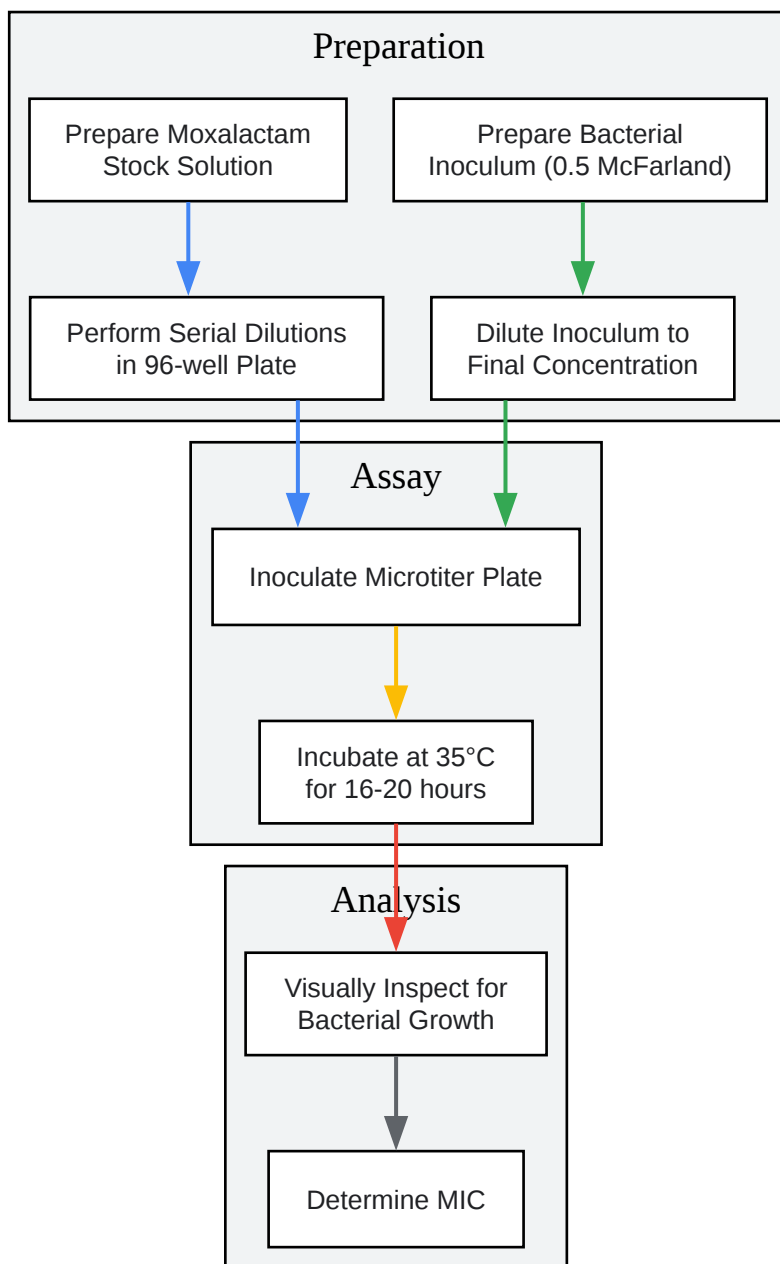 Preparation
Prepare Moxalactam
Stock Solution
Prepare Bacterial
Inoculum (0.5 McFarland)
Perform Serial Dilutions
in 96-well Plate
Dilute Inoculum to
Final Concentration
Assay
Inoculate Microtiter Plate
Incubate at 35°C
for 16-20 hours
Analysis
Visually Inspect for
Bacterial Growth
Determine MIC